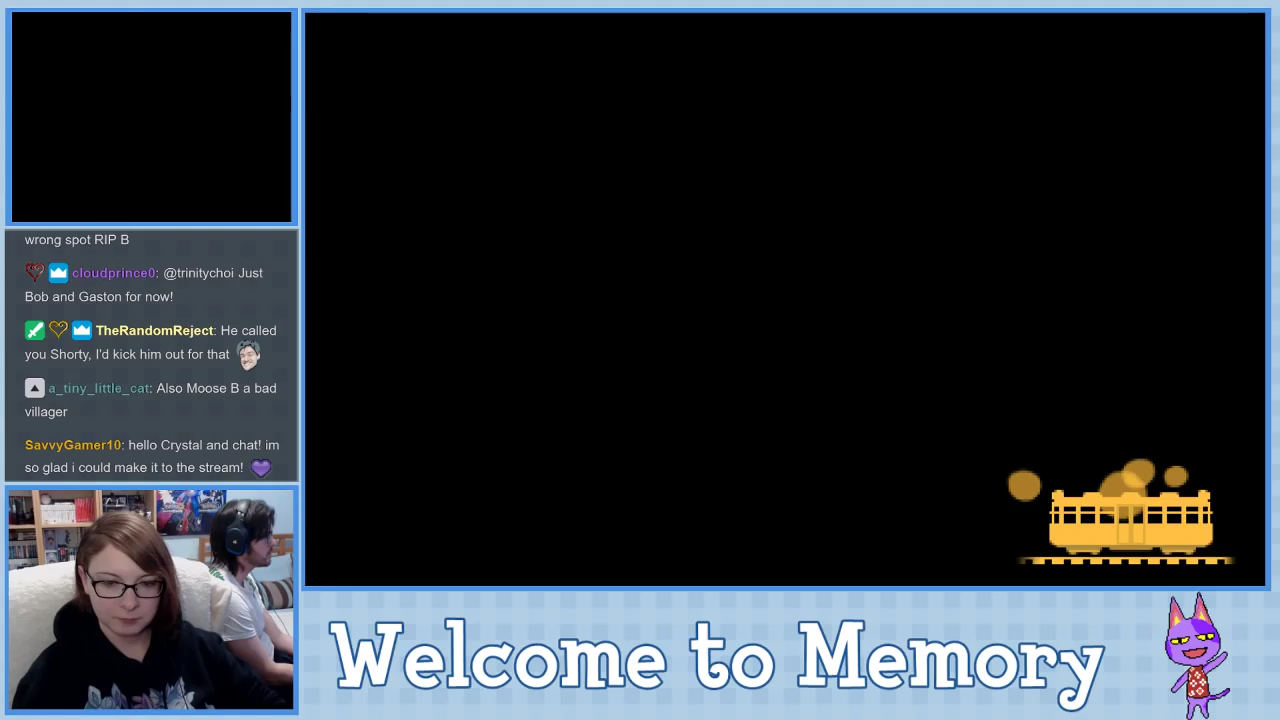 wrong spot RIP B
cloudprince0: @trinitychoi Just
Bob and Gaston for now!
TheRandomReject: He called
you Shorty, I'd kick him out for that
a_tiny_little_cat: Also Moose B a bad
villager
SavvyGamer10: hello Crystal and chat! im
so glad i could make it to the stream!
Welcome to Memory